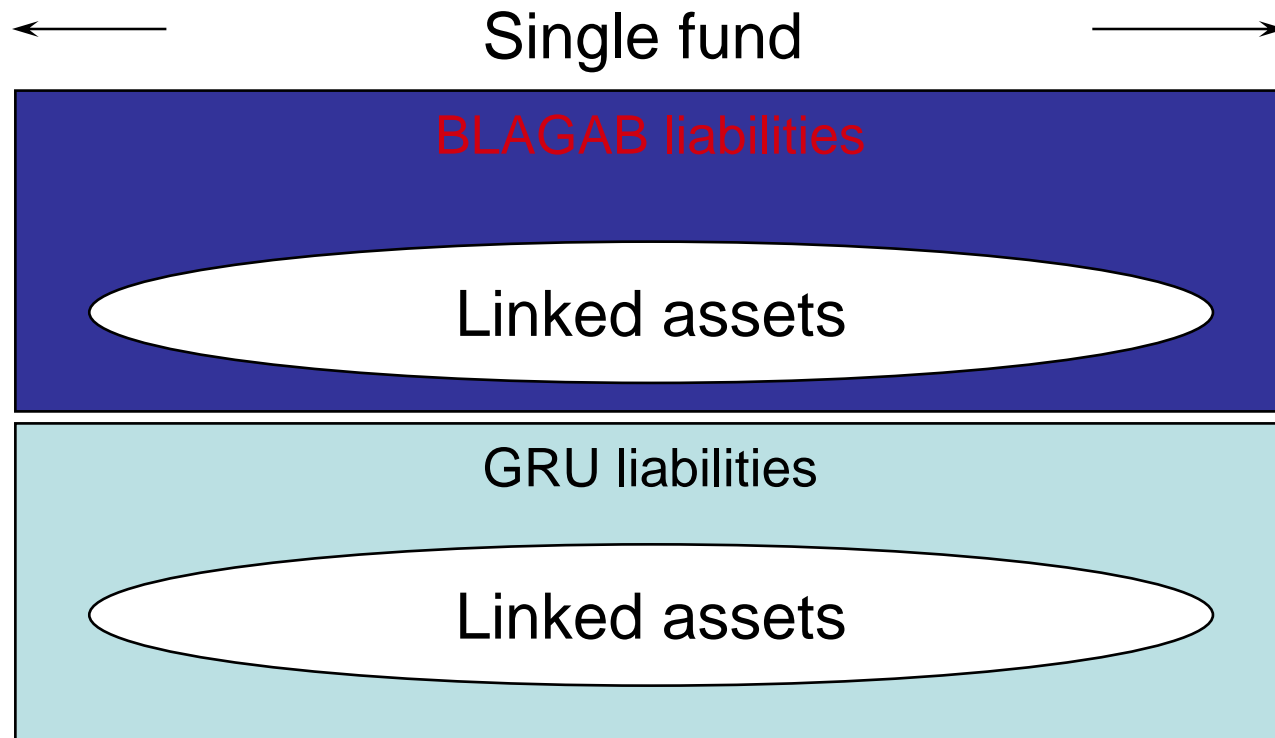 Single fund
BLAGAB liabilities
Linked assets
GRU liabilities
Linked assets